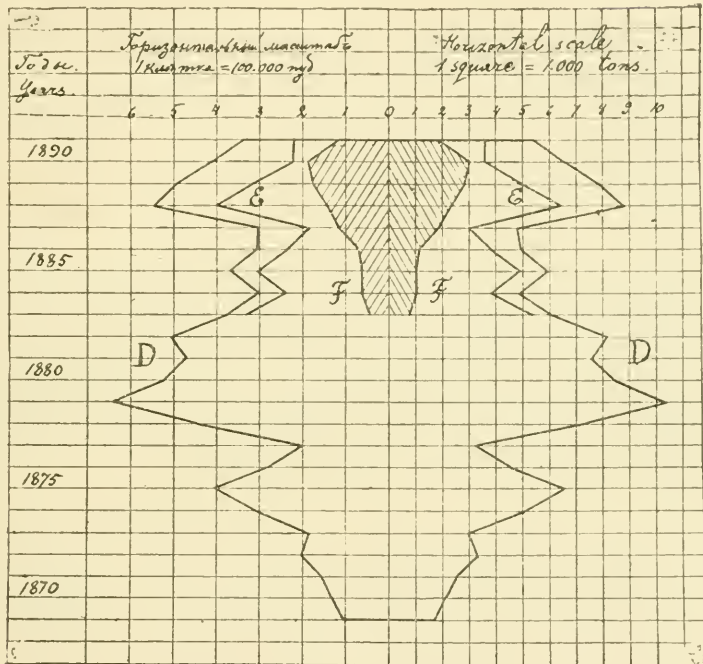 Горизонтальный масштабъ
1 клѣтка = 100.000 пуд
Horizontal scale
1 square = 1.000 tons.
Годы.
Years.
6 5 4 3 2 1 0 1 2 3 4 5 6 7 8 9 10
1890
E E
1885
F F
D D
1880
1875
1870